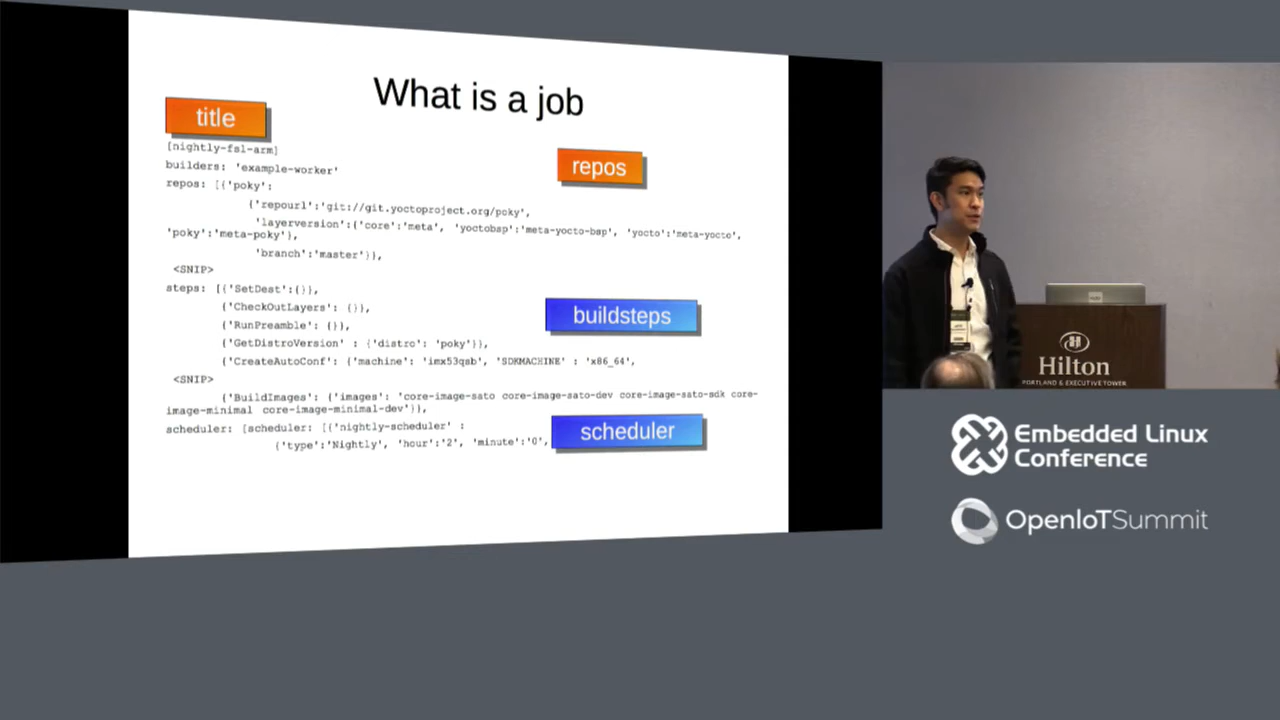 What is a job
title
[nightly-fsl-arm]
repos
builders: 'example-worker'
repos: [{'poky':
{'repourl':'git://git.yoctoproject.org/poky',
'layerversion':{'core':'meta', 'yoctobsp':'meta-yocto-bsp', 'yocto':'meta-yocto',
'poky':'meta-poky'},
'branch':'master'}},
<SNIP>
steps: [{'SetDest':{}},
{'CheckOutLayers': {}},
buildsteps
{'RunPreamble': {}},
{'GetDistroVersion' : {'distro': 'poky'}},
{'CreateAutoConf': {'machine': 'imx53qsb', 'SDKMACHINE' : 'x86_64',
<SNIP>
{'BuildImages': {'images': 'core-image-sato core-image-sato-dev core-image-sato-sdk core-
image-minimal core-image-minimal-dev'}},
scheduler: [scheduler: [{'nightly-scheduler' :
scheduler
{'type':'Nightly', 'hour':'2', 'minute':'0',
Hilton
PORTLAND & EXECUTIVE TOWER
Embedded Linux
Conference
OpenIoTSummit